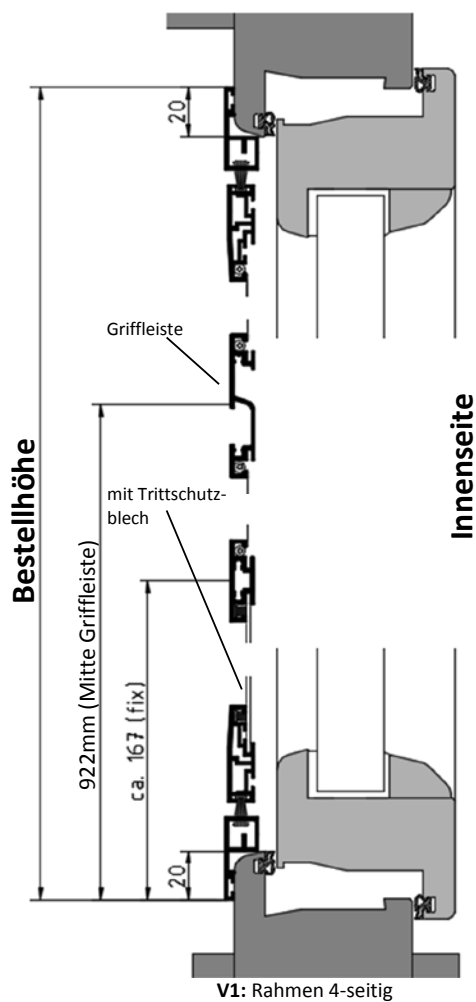 20
Griffleiste
Bestellhöhe
Innenseite
mit Trittschutz-
blech
922mm (Mitte Griffleiste)
ca. 167 (fix)
20
V1: Rahmen 4-seitig